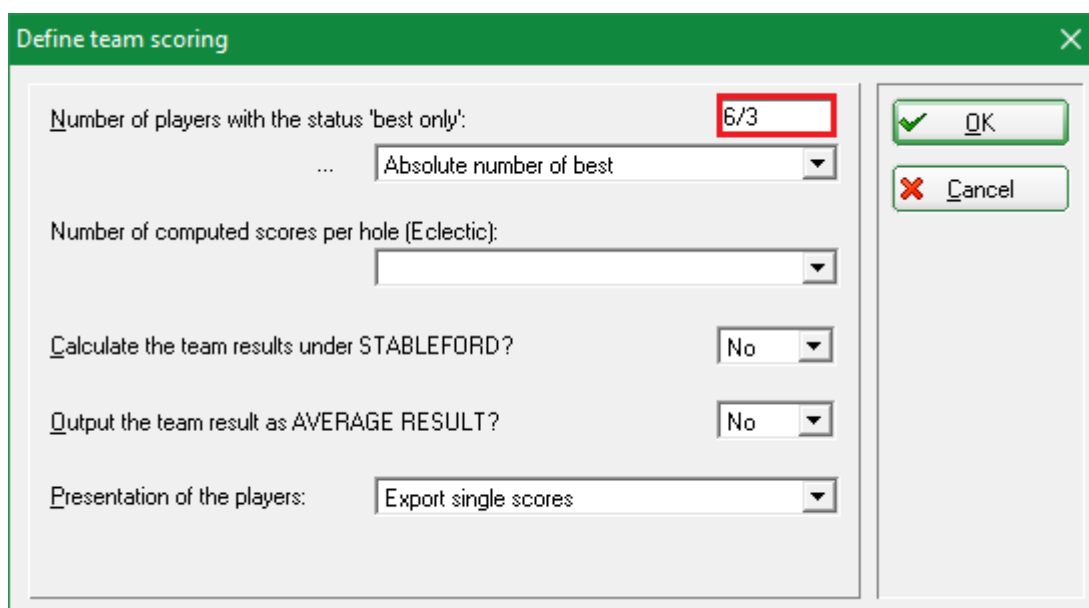 Define team scoring
Number of players with the status 'best only': 6/3
... Absolute number of best
Number of computed scores per hole (Eclectic):
Calculate the team results under STABLEFORD? No
Output the team result as AVERAGE RESULT? No
Presentation of the players: Export single scores
OK
Cancel